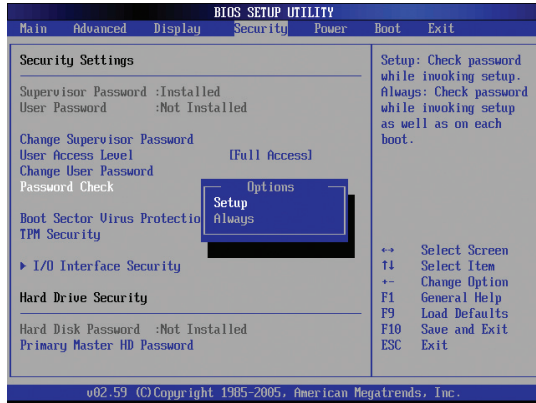 BIOS SETUP UTILITY
Main Advanced Display Security Power Boot Exit
Security Settings
Supervisor Password :Installed
User Password :Not Installed
Change Supervisor Password
User Access Level [Full Access]
Change User Password
Password Check
Boot Sector Virus Protectio
TPM Security
▶ I/O Interface Security
Hard Drive Security
Hard Disk Password :Not Installed
Primary Master HD Password
Options
Setup
Always
Setup: Check password
while invoking setup.
Always: Check password
while invoking setup
as well as on each
boot.
↔ Select Screen
↑↓ Select Item
+- Change Option
F1 General Help
F9 Load Defaults
F10 Save and Exit
ESC Exit
v02.59 (C)Copyright 1985-2005, American Megatrends, Inc.